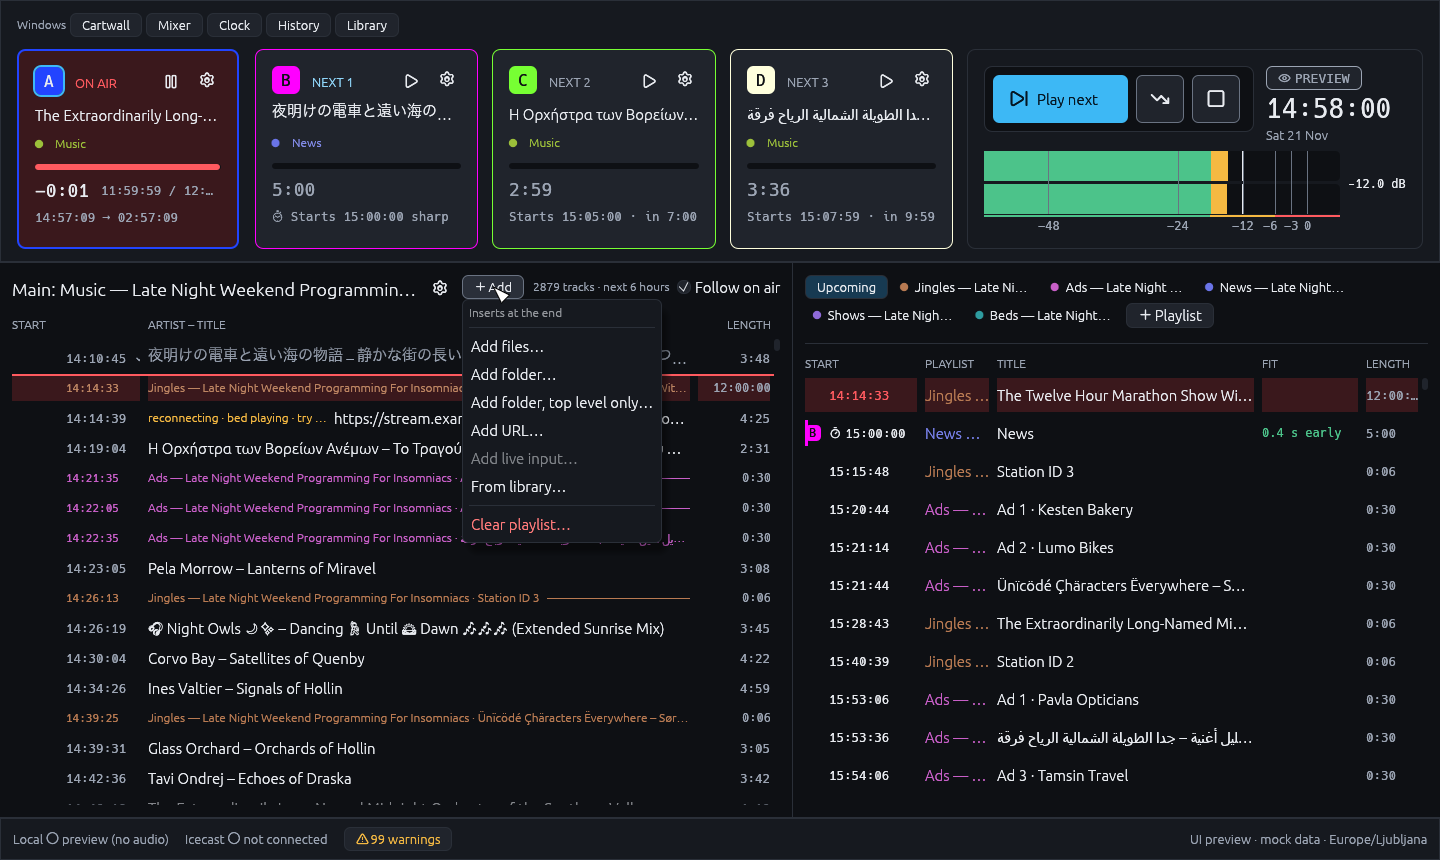 Windows Cartwall Mixer Clock History Library
A ON AIR
The Extraordinarily Long-…
Music
−0:01 11:59:59 / 12:…
14:57:09 → 02:57:09
B NEXT 1
夜明けの電車と遠い海の…
News
5:00
Starts 15:00:00 sharp
C NEXT 2
Η Ορχήστρα των Βορείων…
Music
2:59
Starts 15:05:00 · in 7:00
D NEXT 3
جدا الطويلة الشمالية الرياح فرقة…
Music
3:36
Starts 15:07:59 · in 9:59
Play next
PREVIEW
14:58:00
Sat 21 Nov
-12.0 dB
−48 −24 −12 −6 −3 0
Main: Music — Late Night Weekend Programmin…
+ Add 2879 tracks · next 6 hours Follow on air
START ARTIST – TITLE LENGTH
14:10:45 夜明けの電車と遠い海の物語 – 静かな街の長い つ… 3:48
14:14:33 Jingles — Late Night Weekend Programming For Insomniac Wit… 12:00:00
14:14:39 reconnecting · bed playing · try … https://stream.exar o… 4:25
14:19:04 Η Ορχήστρα των Βορείων Ανέμων – Το Τραγού … 2:31
14:21:35 Ads — Late Night Weekend Programming For Insomniacs · 0:30
14:22:05 Ads — Late Night Weekend Programming For Insomniacs · 0:30
14:22:35 Ads — Late Night Weekend Programming For Insomniacs · 0:30
14:23:05 Pela Morrow – Lanterns of Miravel 3:08
14:26:13 Jingles — Late Night Weekend Programming For Insomniacs · Station ID 3 0:06
14:26:19 🎧 Night Owls 🌙✨ – Dancing 💃 Until 🌅 Dawn 🎶🎶🎶 (Extended Sunrise Mix) 3:45
14:30:04 Corvo Bay – Satellites of Quenby 4:22
14:34:26 Ines Valtier – Signals of Hollin 4:59
14:39:25 Jingles — Late Night Weekend Programming For Insomniacs · Ünïcödé Çhäracters Ëverywhere – Sør… 0:06
14:39:31 Glass Orchard – Orchards of Hollin 3:05
14:42:36 Tavi Ondrej – Echoes of Draska 3:42
Inserts at the end
Add files…
Add folder…
Add folder, top level only…
Add URL…
Add live input…
From library…
Clear playlist…
Upcoming Jingles — Late Ni… Ads — Late Night … News — Late Night…
Shows — Late Nigh… Beds — Late Night… + Playlist
START PLAYLIST TITLE FIT LENGTH
14:14:33 Jingles … The Twelve Hour Marathon Show Wi… 12:00:…
B 15:00:00 News … News 0.4 s early 5:00
15:15:48 Jingles … Station ID 3 0:06
15:20:44 Ads — … Ad 1 · Kesten Bakery 0:30
15:21:14 Ads — … Ad 2 · Lumo Bikes 0:30
15:21:44 Ads — … Ünïcödé Çhäracters Ëverywhere – S… 0:30
15:28:43 Jingles … The Extraordinarily Long-Named Mi… 0:06
15:40:39 Jingles … Station ID 2 0:06
15:53:06 Ads — … Ad 1 · Pavla Opticians 0:30
15:53:36 Ads — … ليل أغنية – جدا الطويلة الشمالية الرياح فرقة… 0:30
15:54:06 Ads — … Ad 3 · Tamsin Travel 0:30
Local preview (no audio) Icecast not connected 99 warnings UI preview · mock data · Europe/Ljubljana